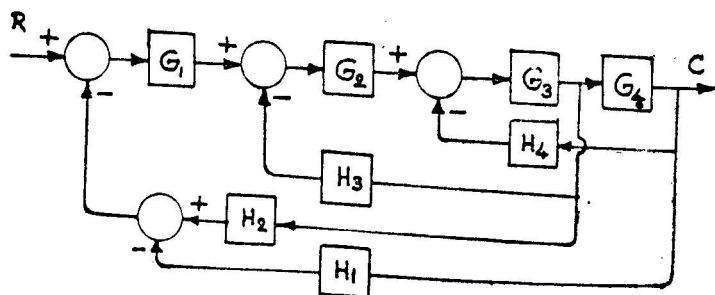 R + G₁ + G₂ + G₃ G₄ C
- - -
H₄
H₃
+ H₂
- H₁